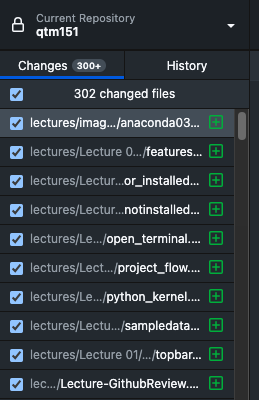 Current Repository
qtm151
Changes 300+ History
302 changed files
lectures/imag.../anaconda03...
lectures/Lecture 0.../features...
lectures/Lectur...or_installed...
lectures/Lectur...notinstalled...
lectures/Le.../open_terminal....
lectures/Lect.../project_flow....
lectures/Le.../python_kernel....
lectures/Lectu.../sampledata...
lectures/Lecture 01/.../topbar...
lec.../Lecture-GithubReview....